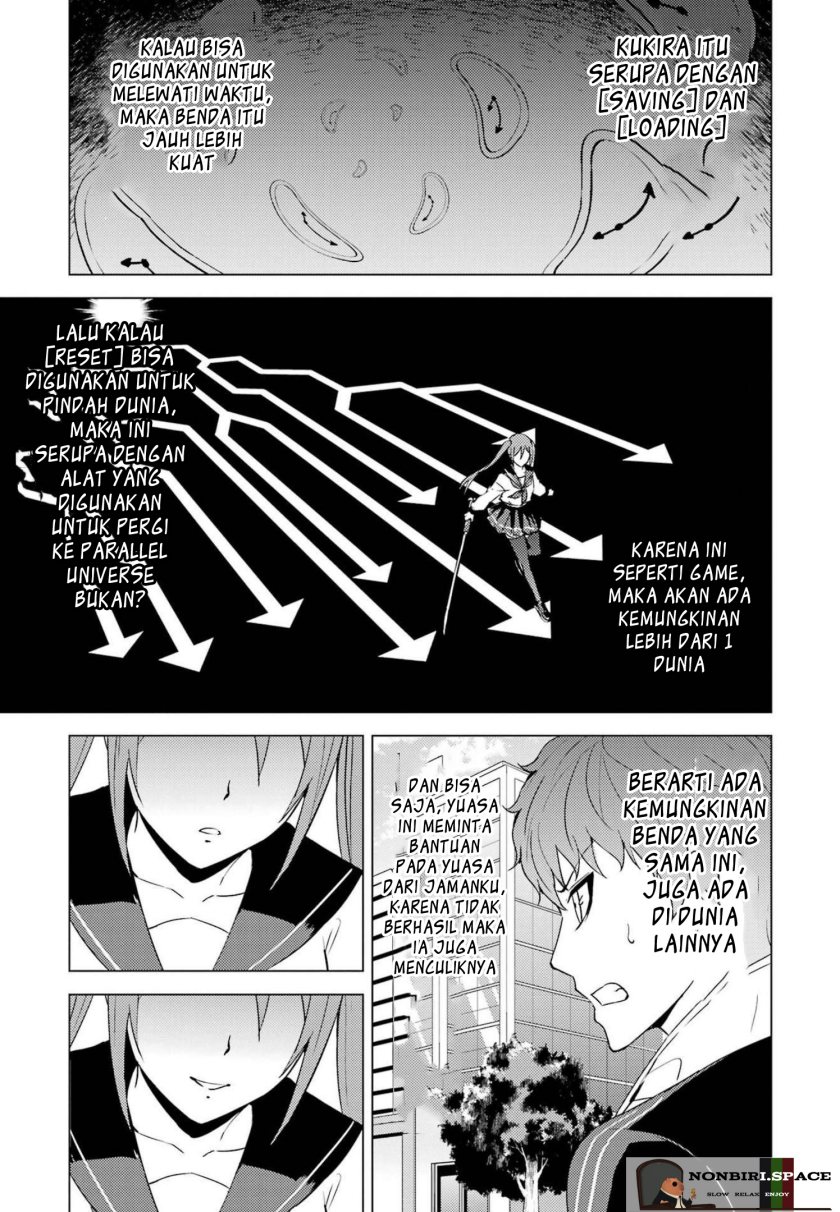 KUKIRA ITU
SERUPA DENGAN
[SAVING] DAN
[LOADING]
KALAU BISA
DIGUNAKAN UNTUK
MELEWATI WAKTU,
MAKA BENDA ITU
JAUH LEBIH
KUAT
LALU KALAU
[RESET] BISA
DIGUNAKAN UNTUK
PINDAH DUNIA,
MAKA INI
SERUPA DENGAN
ALAT YANG
DIGUNAKAN
UNTUK PERGI
KE PARALLEL
UNIVERSE
BUKAN?
KARENA INI
SEPERTI GAME,
MAKA AKAN ADA
KEMUNGKINAN
LEBIH DARI 1
DUNIA
BERARTI ADA
KEMUNGKINAN
BENDA YANG
SAMA INI,
JUGA ADA
DI DUNIA
LAINNYA
DAN BISA
SAJA, YUASA
INI MEMINTA
BANTUAN
PADA YUASA
DARI JAMANKU,
KARENA TIDAK
BERHASIL MAKA
IA JUGA
MENCULIKNYA
NONBIRI.SPACE
SLOW RELAX ENJOY